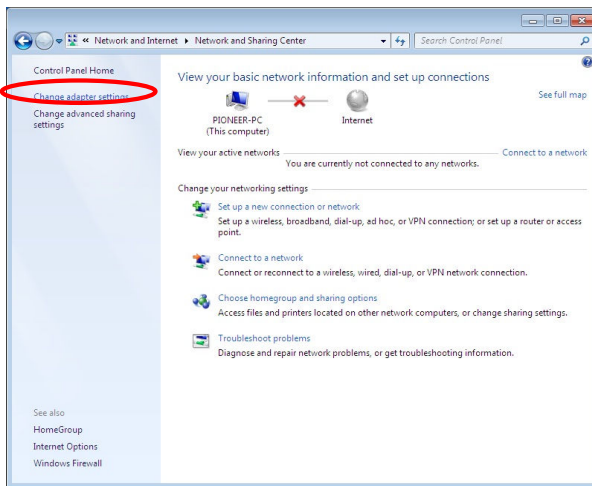 « Network and Internet ▸ Network and Sharing Center
Search Control Panel
Control Panel Home
Change adapter settings
Change advanced sharing
settings
View your basic network information and set up connections
See full map
PIONEER-PC
(This computer)
Internet
View your active networks
Connect to a network
You are currently not connected to any networks.
Change your networking settings
Set up a new connection or network
Set up a wireless, broadband, dial-up, ad hoc, or VPN connection; or set up a router or access
point.
Connect to a network
Connect or reconnect to a wireless, wired, dial-up, or VPN network connection.
Choose homegroup and sharing options
Access files and printers located on other network computers, or change sharing settings.
Troubleshoot problems
Diagnose and repair network problems, or get troubleshooting information.
See also
HomeGroup
Internet Options
Windows Firewall